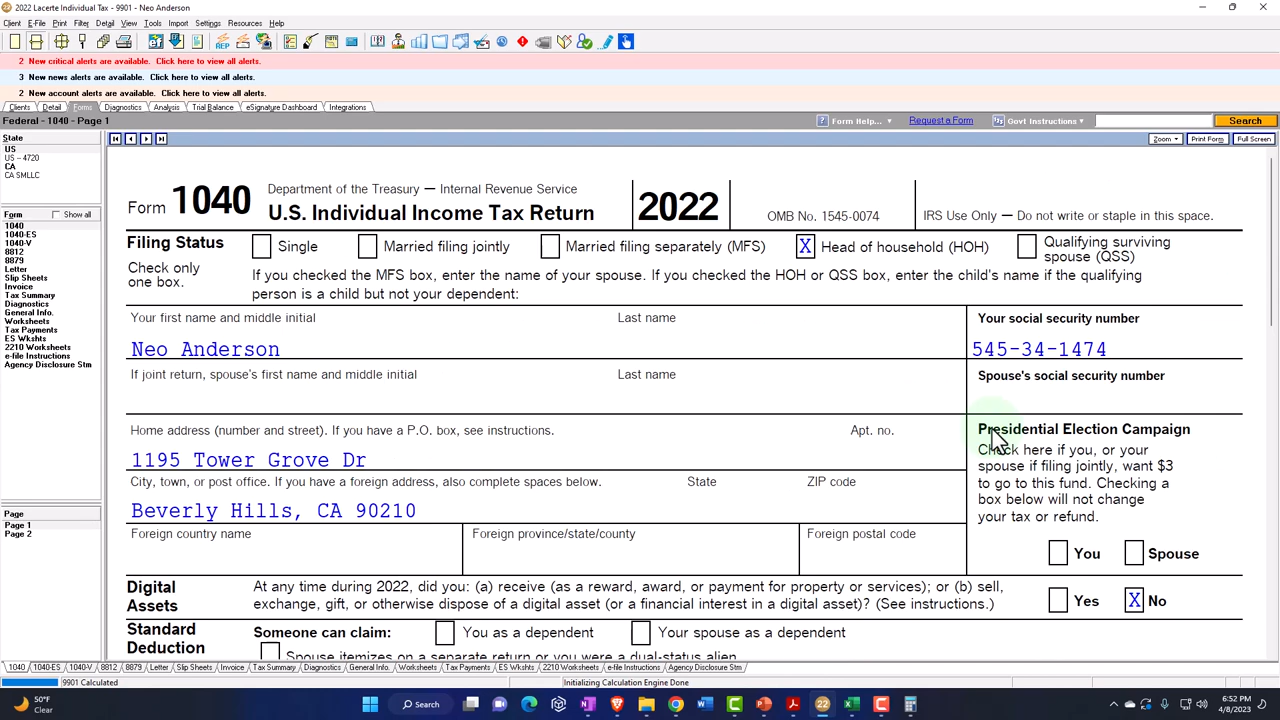 2022 Lacerte Individual Tax - 9901 - Neo Anderson
Client E-File Print Filter Detail View Tools Import Settings Resources Help
2 New critical alerts are available. Click here to view all alerts.
3 New news alerts are available. Click here to view all alerts.
2 New account alerts are available. Click here to view all alerts.
Clients Detail Forms Diagnostics Analysis Trial Balance eSignature Dashboard Integrations
Federal - 1040 - Page 1
Form Help... Request a Form Govt Instructions Search
Zoom Print Form Full Screen
State
US
US - 4720
CA
CA SMLLC
Form Show all
1040
1040-ES
1040-V
8812
8879
Letter
Slip Sheets
Invoice
Tax Summary
Diagnostics
General Info.
Worksheets
Tax Payments
ES Wkshts
2210 Worksheets
e-file Instructions
Agency Disclosure Stm
Page
Page 1
Page 2
Form 1040
Department of the Treasury — Internal Revenue Service
U.S. Individual Income Tax Return
2022
OMB No. 1545-0074
IRS Use Only — Do not write or staple in this space.
Filing Status
Check only
one box.
Single
Married filing jointly
Married filing separately (MFS)
X Head of household (HOH)
Qualifying surviving
spouse (QSS)
If you checked the MFS box, enter the name of your spouse. If you checked the HOH or QSS box, enter the child's name if the qualifying
person is a child but not your dependent:
Your first name and middle initial
Last name
Your social security number
Neo Anderson
545-34-1474
If joint return, spouse's first name and middle initial
Last name
Spouse's social security number
Home address (number and street). If you have a P.O. box, see instructions.
Apt. no.
1195 Tower Grove Dr
City, town, or post office. If you have a foreign address, also complete spaces below.
State
ZIP code
Beverly Hills, CA 90210
Foreign country name
Foreign province/state/county
Foreign postal code
Presidential Election Campaign
Check here if you, or your
spouse if filing jointly, want $3
to go to this fund. Checking a
box below will not change
your tax or refund.
You Spouse
Digital
Assets
At any time during 2022, did you: (a) receive (as a reward, award, or payment for property or services); or (b) sell,
exchange, gift, or otherwise dispose of a digital asset (or a financial interest in a digital asset)? (See instructions.)
Yes X No
Standard
Deduction
Someone can claim:
You as a dependent
Your spouse as a dependent
Spouse itemizes on a separate return or you were a dual-status alien
1040 1040-ES 1040-V 8812 8879 Letter Slip Sheets Invoice Tax Summary Diagnostics General Info. Worksheets Tax Payments ES Wkshts 2210 Worksheets e-file Instructions Agency Disclosure Stm
9901 Calculated
Initializing Calculation Engine Done
50°F
Clear
Search
6:52 PM
4/8/2023